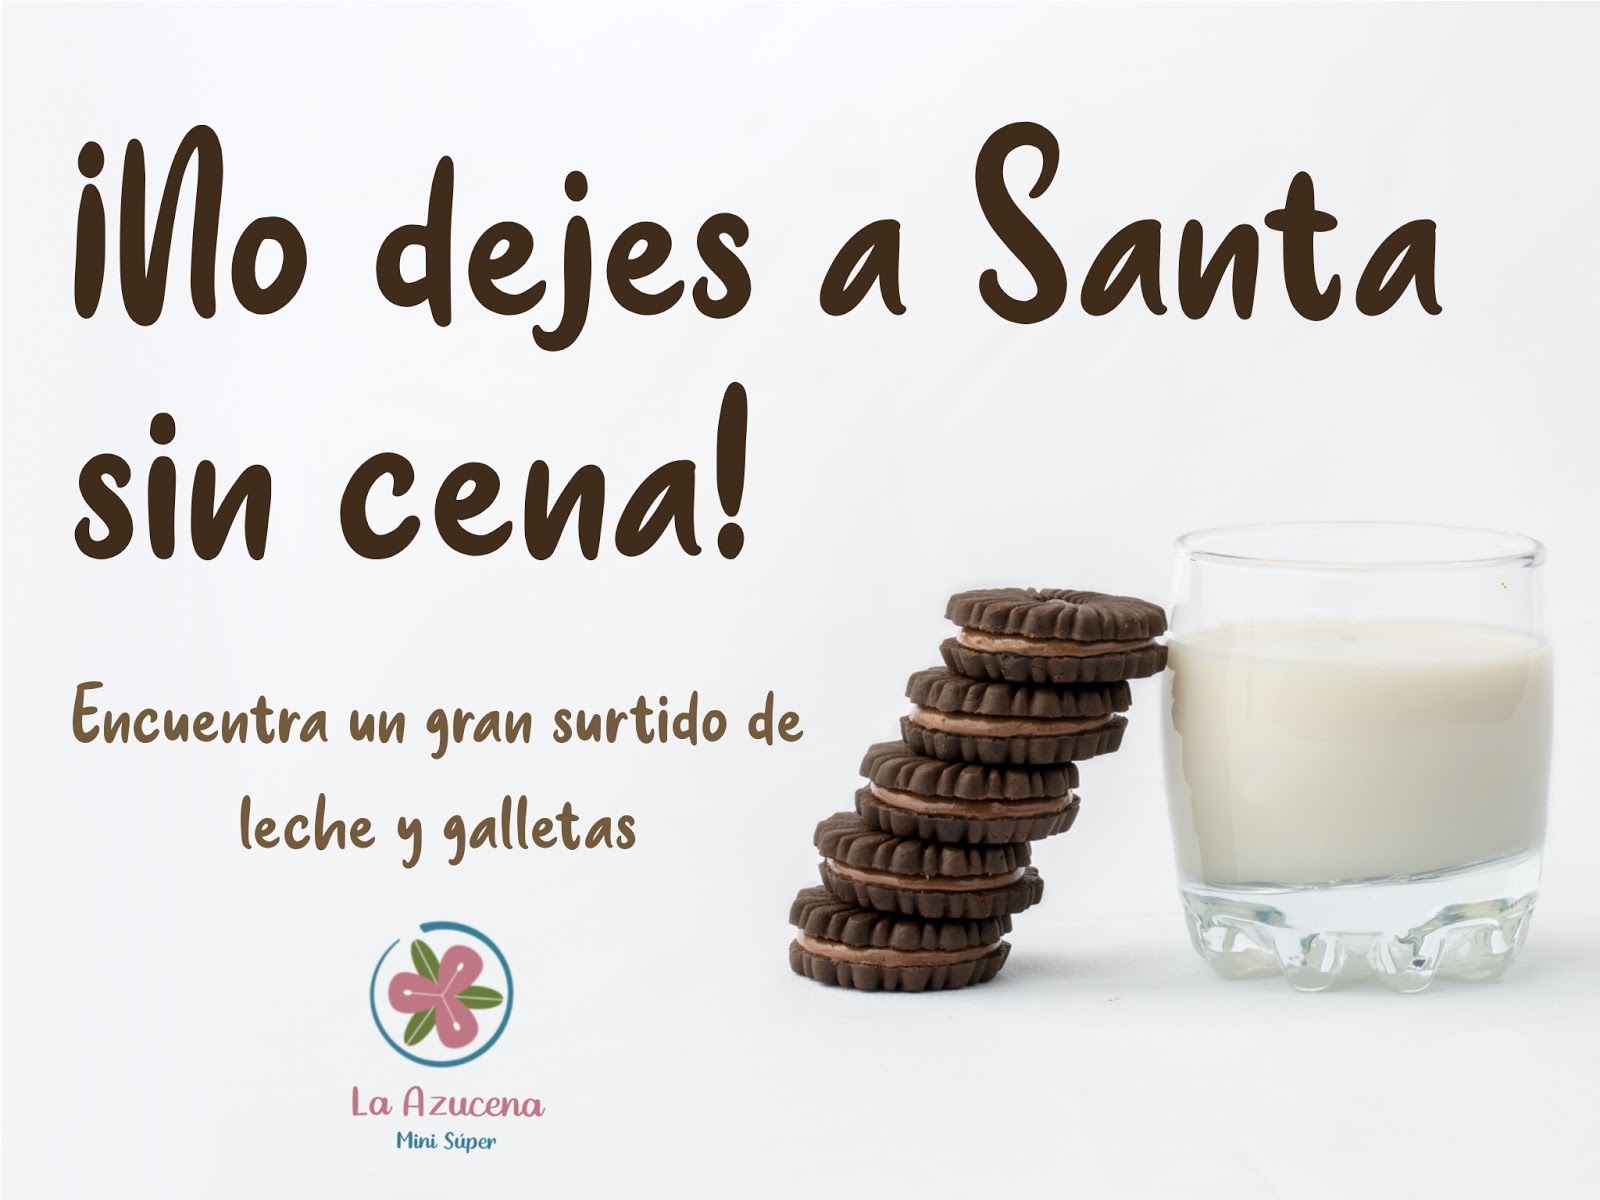 ¡No dejes a Santa
sin cena!
Encuentra un gran surtido de
leche y galletas
La Azucena
Mini Súper